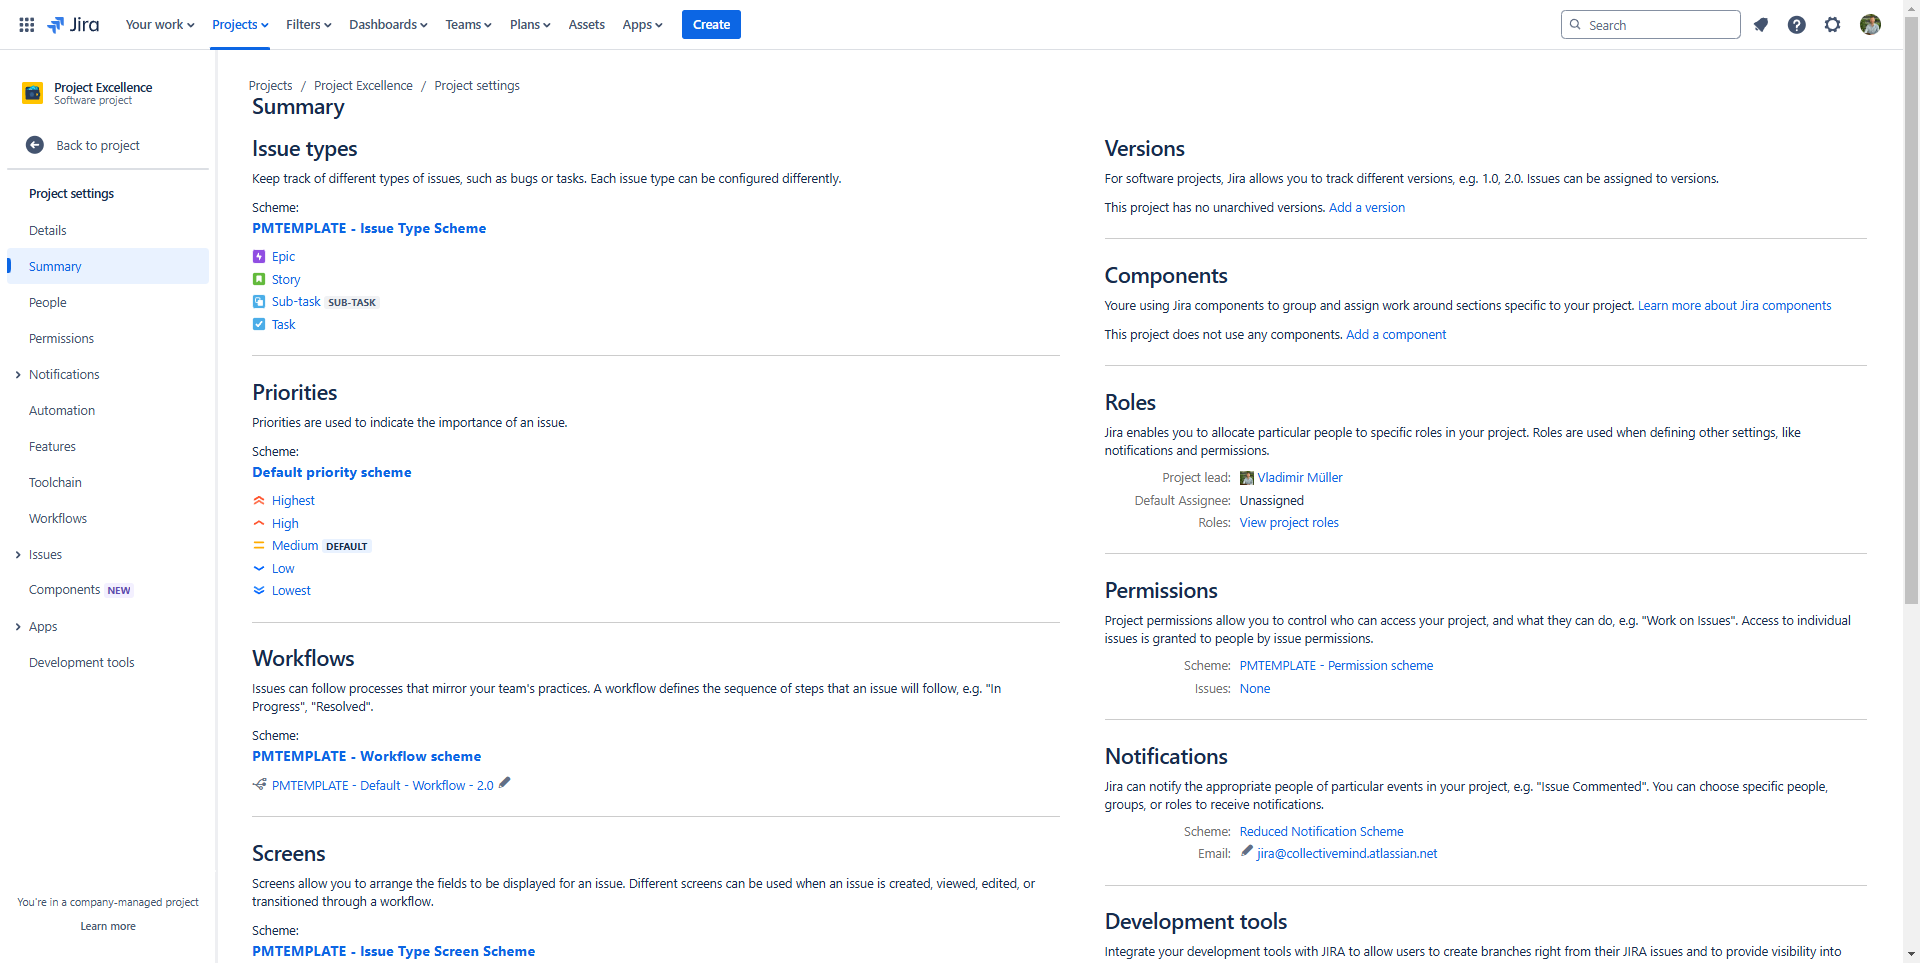 Jira
Your work
Projects
Filters
Dashboards
Teams
Plans
Assets
Apps
Create
Search
Project Excellence
Software project
Back to project
Project settings
Details
Summary
People
Permissions
Notifications
Automation
Features
Toolchain
Workflows
Issues
Components NEW
Apps
Development tools
You're in a company-managed project
Learn more
Projects / Project Excellence / Project settings
Summary
Issue types
Keep track of different types of issues, such as bugs or tasks. Each issue type can be configured differently.
Scheme:
PMTEMPLATE - Issue Type Scheme
Epic
Story
Sub-task SUB-TASK
Task
Priorities
Priorities are used to indicate the importance of an issue.
Scheme:
Default priority scheme
Highest
High
Medium DEFAULT
Low
Lowest
Workflows
Issues can follow processes that mirror your team's practices. A workflow defines the sequence of steps that an issue will follow, e.g. "In
Progress", "Resolved".
Scheme:
PMTEMPLATE - Workflow scheme
PMTEMPLATE - Default - Workflow - 2.0
Screens
Screens allow you to arrange the fields to be displayed for an issue. Different screens can be used when an issue is created, viewed, edited, or
transitioned through a workflow.
Scheme:
PMTEMPLATE - Issue Type Screen Scheme
Versions
For software projects, Jira allows you to track different versions, e.g. 1.0, 2.0. Issues can be assigned to versions.
This project has no unarchived versions. Add a version
Components
Youre using Jira components to group and assign work around sections specific to your project. Learn more about Jira components
This project does not use any components. Add a component
Roles
Jira enables you to allocate particular people to specific roles in your project. Roles are used when defining other settings, like
notifications and permissions.
Project lead: Vladimir Müller
Default Assignee: Unassigned
Roles: View project roles
Permissions
Project permissions allow you to control who can access your project, and what they can do, e.g. "Work on Issues". Access to individual
issues is granted to people by issue permissions.
Scheme: PMTEMPLATE - Permission scheme
Issues: None
Notifications
Jira can notify the appropriate people of particular events in your project, e.g. "Issue Commented". You can choose specific people,
groups, or roles to receive notifications.
Scheme: Reduced Notification Scheme
Email: jira@collectivemind.atlassian.net
Development tools
Integrate your development tools with JIRA to allow users to create branches right from their JIRA issues and to provide visibility into